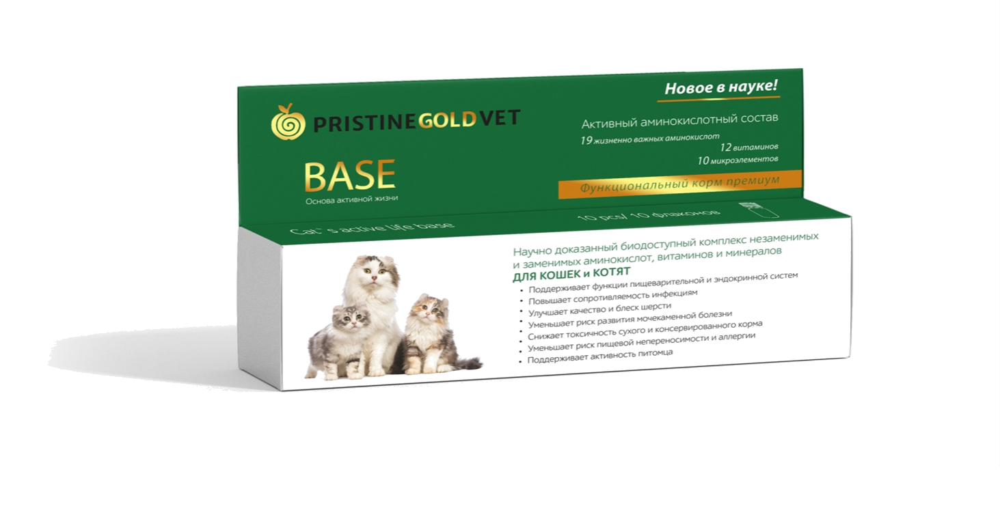 PRISTINEGOLDVET
BASE
Основа активной жизни
Новое в науке!
Активный аминокислотный состав
19 жизненно важных аминокислот
12 витаминов
10 микроэлементов
Функциональный корм премиум
Cat`s active life base
10 pcs/ 10 флаконов
Научно доказанный биодоступный комплекс незаменимых
и заменимых аминокислот, витаминов и минералов
ДЛЯ КОШЕК и КОТЯТ
• Поддерживает функции пищеварительной и эндокринной систем
• Повышает сопротивляемость инфекциям
• Улучшает качество и блеск шерсти
• Уменьшает риск развития мочекаменной болезни
• Снижает токсичность сухого и консервированного корма
• Уменьшает риск пищевой непереносимости и аллергии
• Поддерживает активность питомца